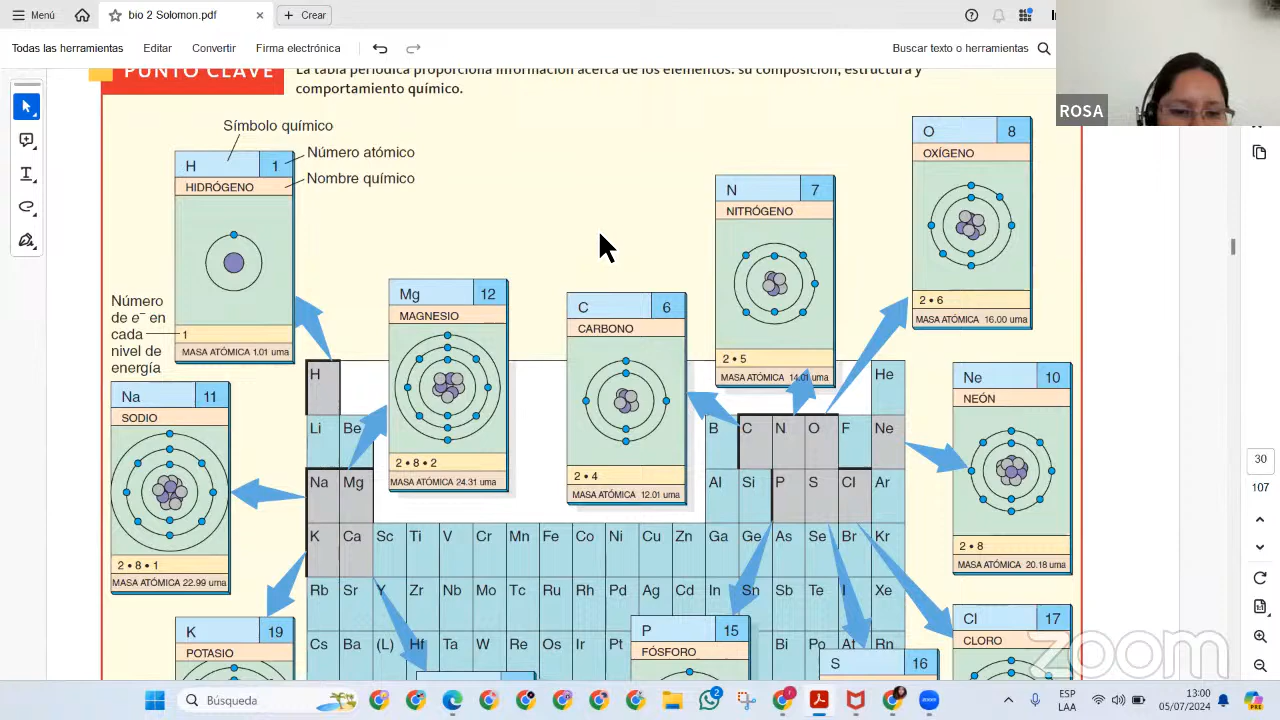 Menú
bio 2 Solomon.pdf
Crear
Todas las herramientas
Editar
Convertir
Firma electrónica
Buscar texto o herramientas
ROSA
PUNTO CLAVE
La tabla periódica proporciona información acerca de los elementos: su composición, estructura y
comportamiento químico.
Símbolo químico
Número atómico
Nombre químico
H 1
HIDRÓGENO
1
MASA ATÓMICA 1.01 uma
Número
de e⁻ en
cada
nivel de
energía
Mg 12
MAGNESIO
2 • 8 • 2
MASA ATÓMICA 24.31 uma
C 6
CARBONO
2 • 4
MASA ATÓMICA 12.01 uma
N 7
NITRÓGENO
2 • 5
MASA ATÓMICA 14.01 uma
O 8
OXÍGENO
2 • 6
MASA ATÓMICA 16.00 uma
Na 11
SODIO
2 • 8 • 1
MASA ATÓMICA 22.99 uma
Ne 10
NEÓN
2 • 8
MASA ATÓMICA 20.18 uma
H He
Li Be B C N O F Ne
Na Mg Al Si P S Cl Ar
K Ca Sc Ti V Cr Mn Fe Co Ni Cu Zn Ga Ge As Se Br Kr
Rb Sr Y Zr Nb Mo Tc Ru Rh Pd Ag Cd In Sn Sb Te I Xe
Cs Ba (L) Hf Ta W Re Os Ir Pt Bi Po At Rn
K 19
POTASIO
P 15
FÓSFORO
S 16
Cl 17
CLORO
30
107
zoom
Búsqueda
2
ESP
LAA
13:00
05/07/2024